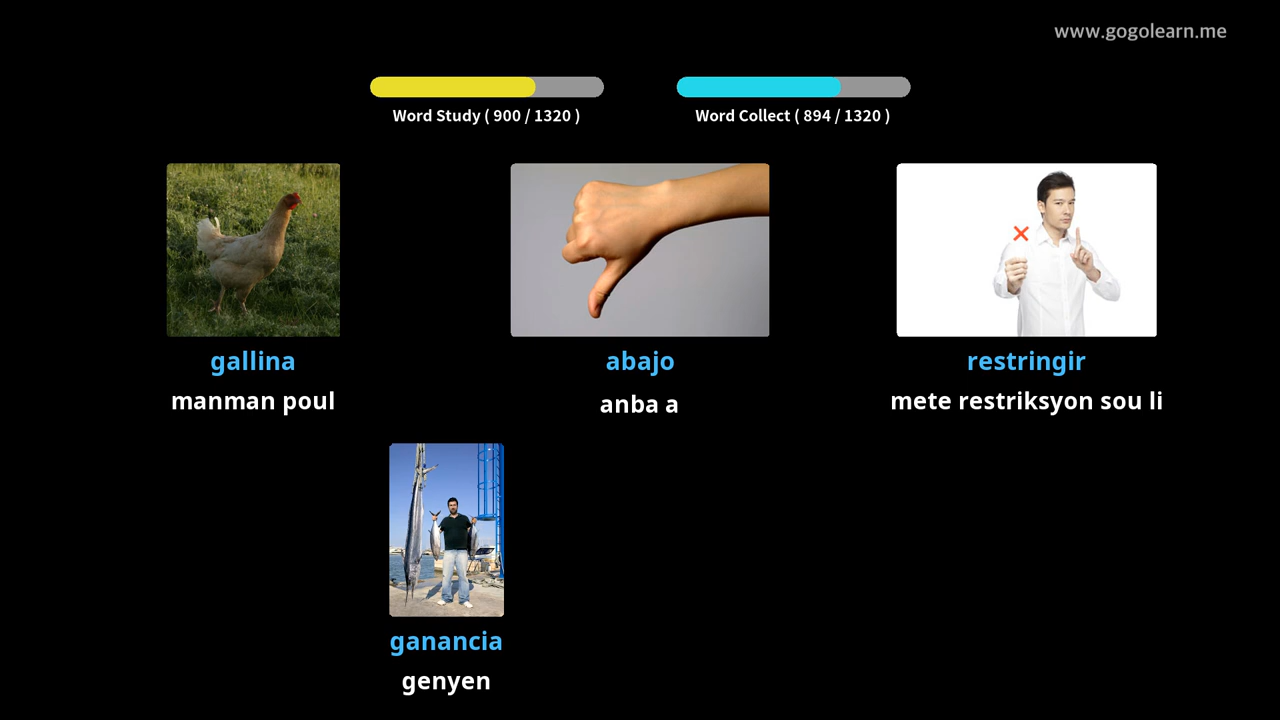 www.gogolearn.me
Word Study ( 900 / 1320 )
Word Collect ( 894 / 1320 )
gallina
manman poul
abajo
anba a
restringir
mete restriksyon sou li
ganancia
genyen